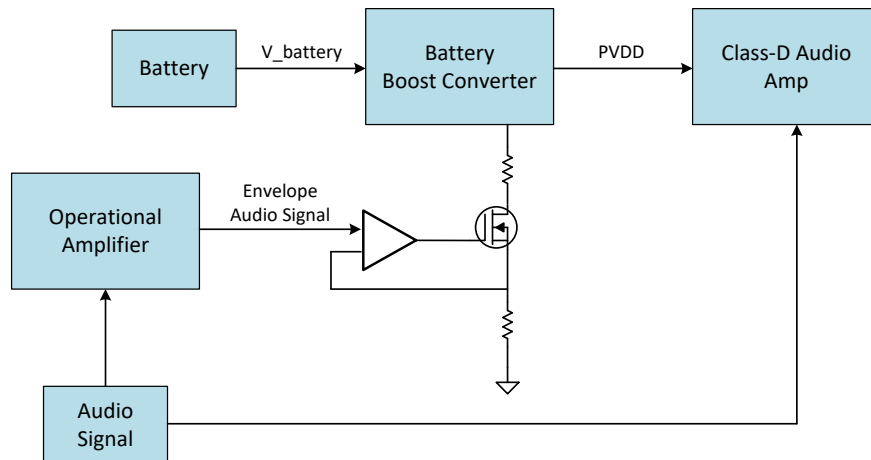 Battery
V_battery
Battery
Boost Converter
PVDD
Class-D Audio
Amp
Operational
Amplifier
Envelope
Audio Signal
Audio
Signal